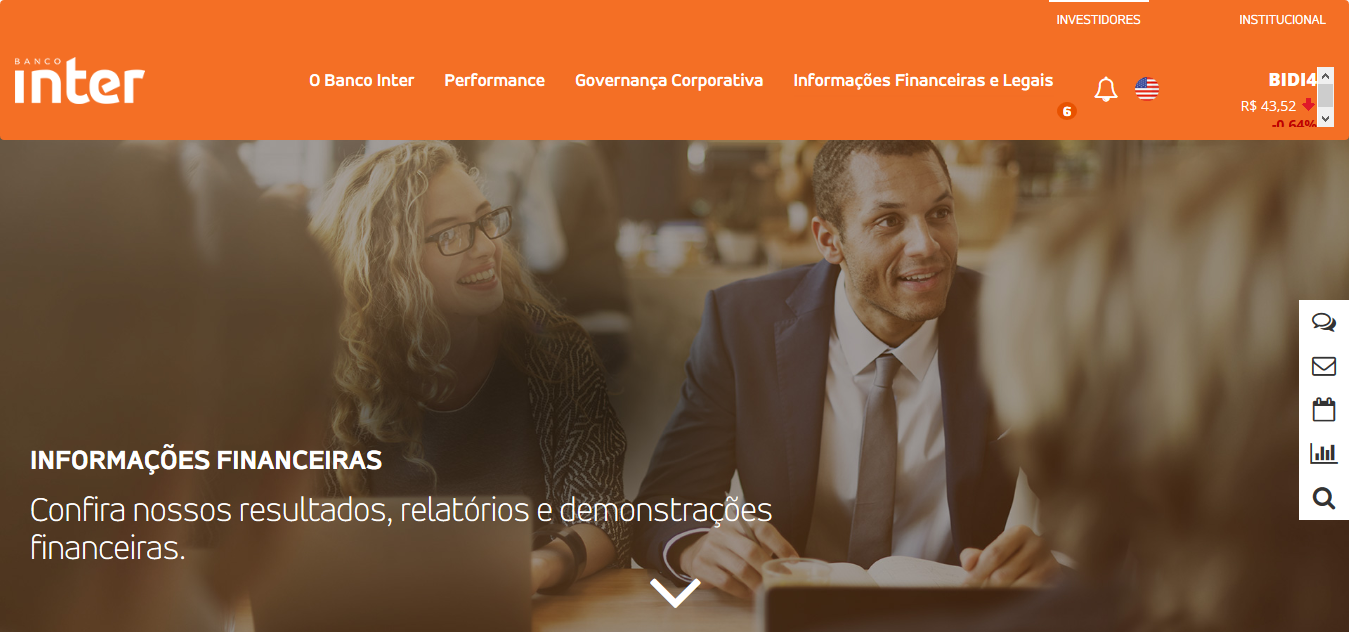 INVESTIDORES
INSTITUCIONAL
BANCO
inter
O Banco Inter
Performance
Governança Corporativa
Informações Financeiras e Legais
6
BIDI4
R$ 43,52
-0,64%
INFORMAÇÕES FINANCEIRAS
Confira nossos resultados, relatórios e demonstrações
financeiras.